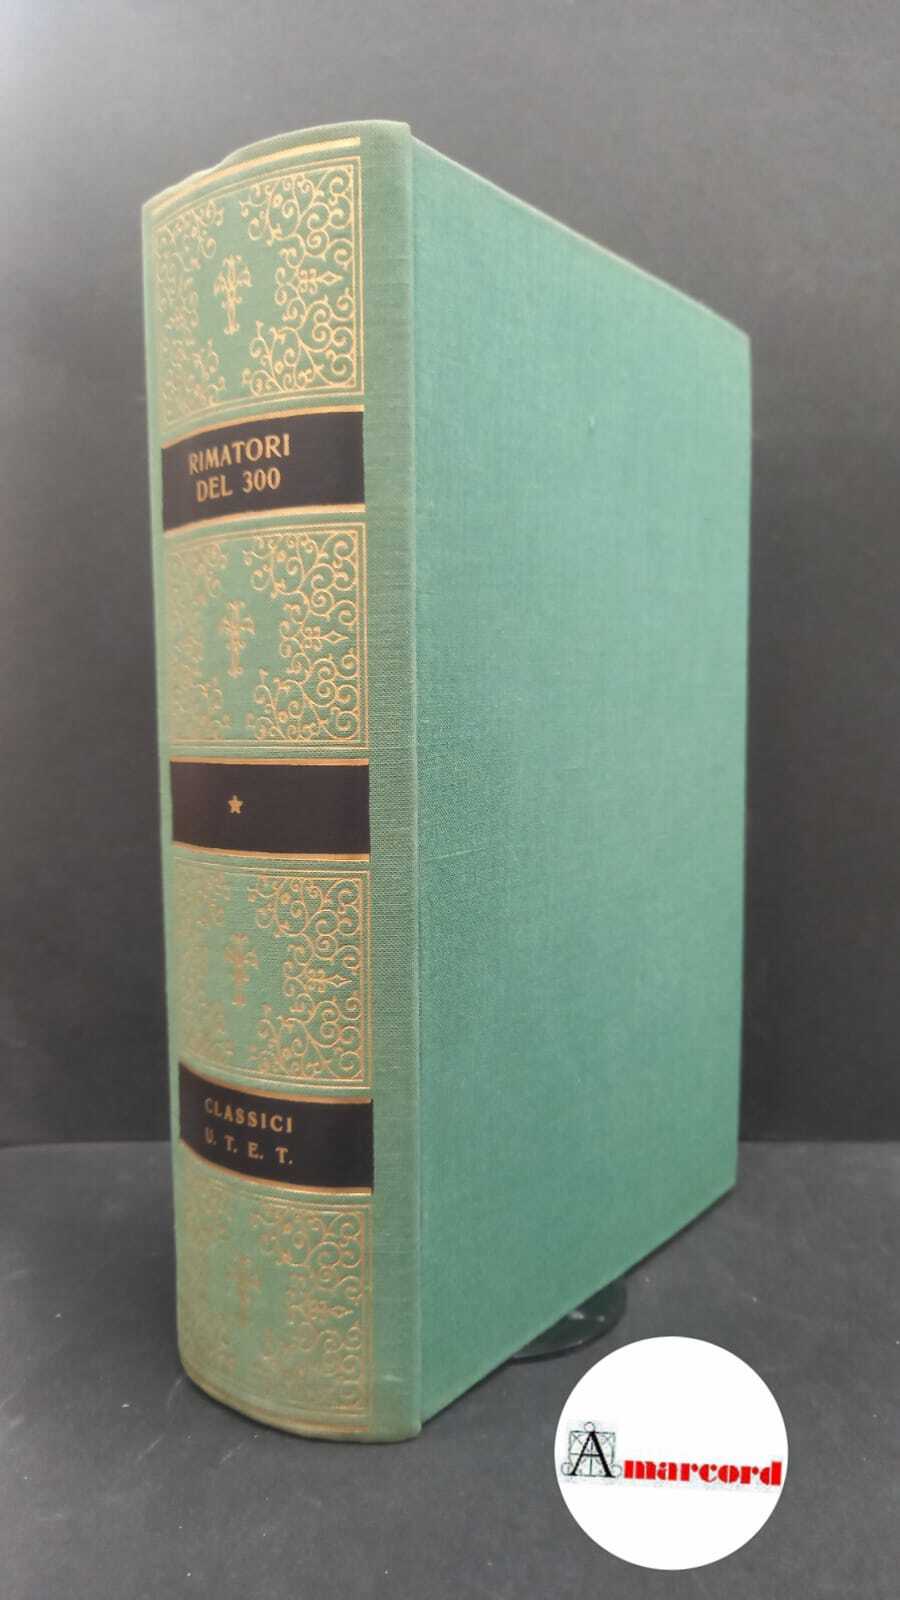 RIMATORI
DEL 300
CLASSICI
U. T. E. T.
Amarcord